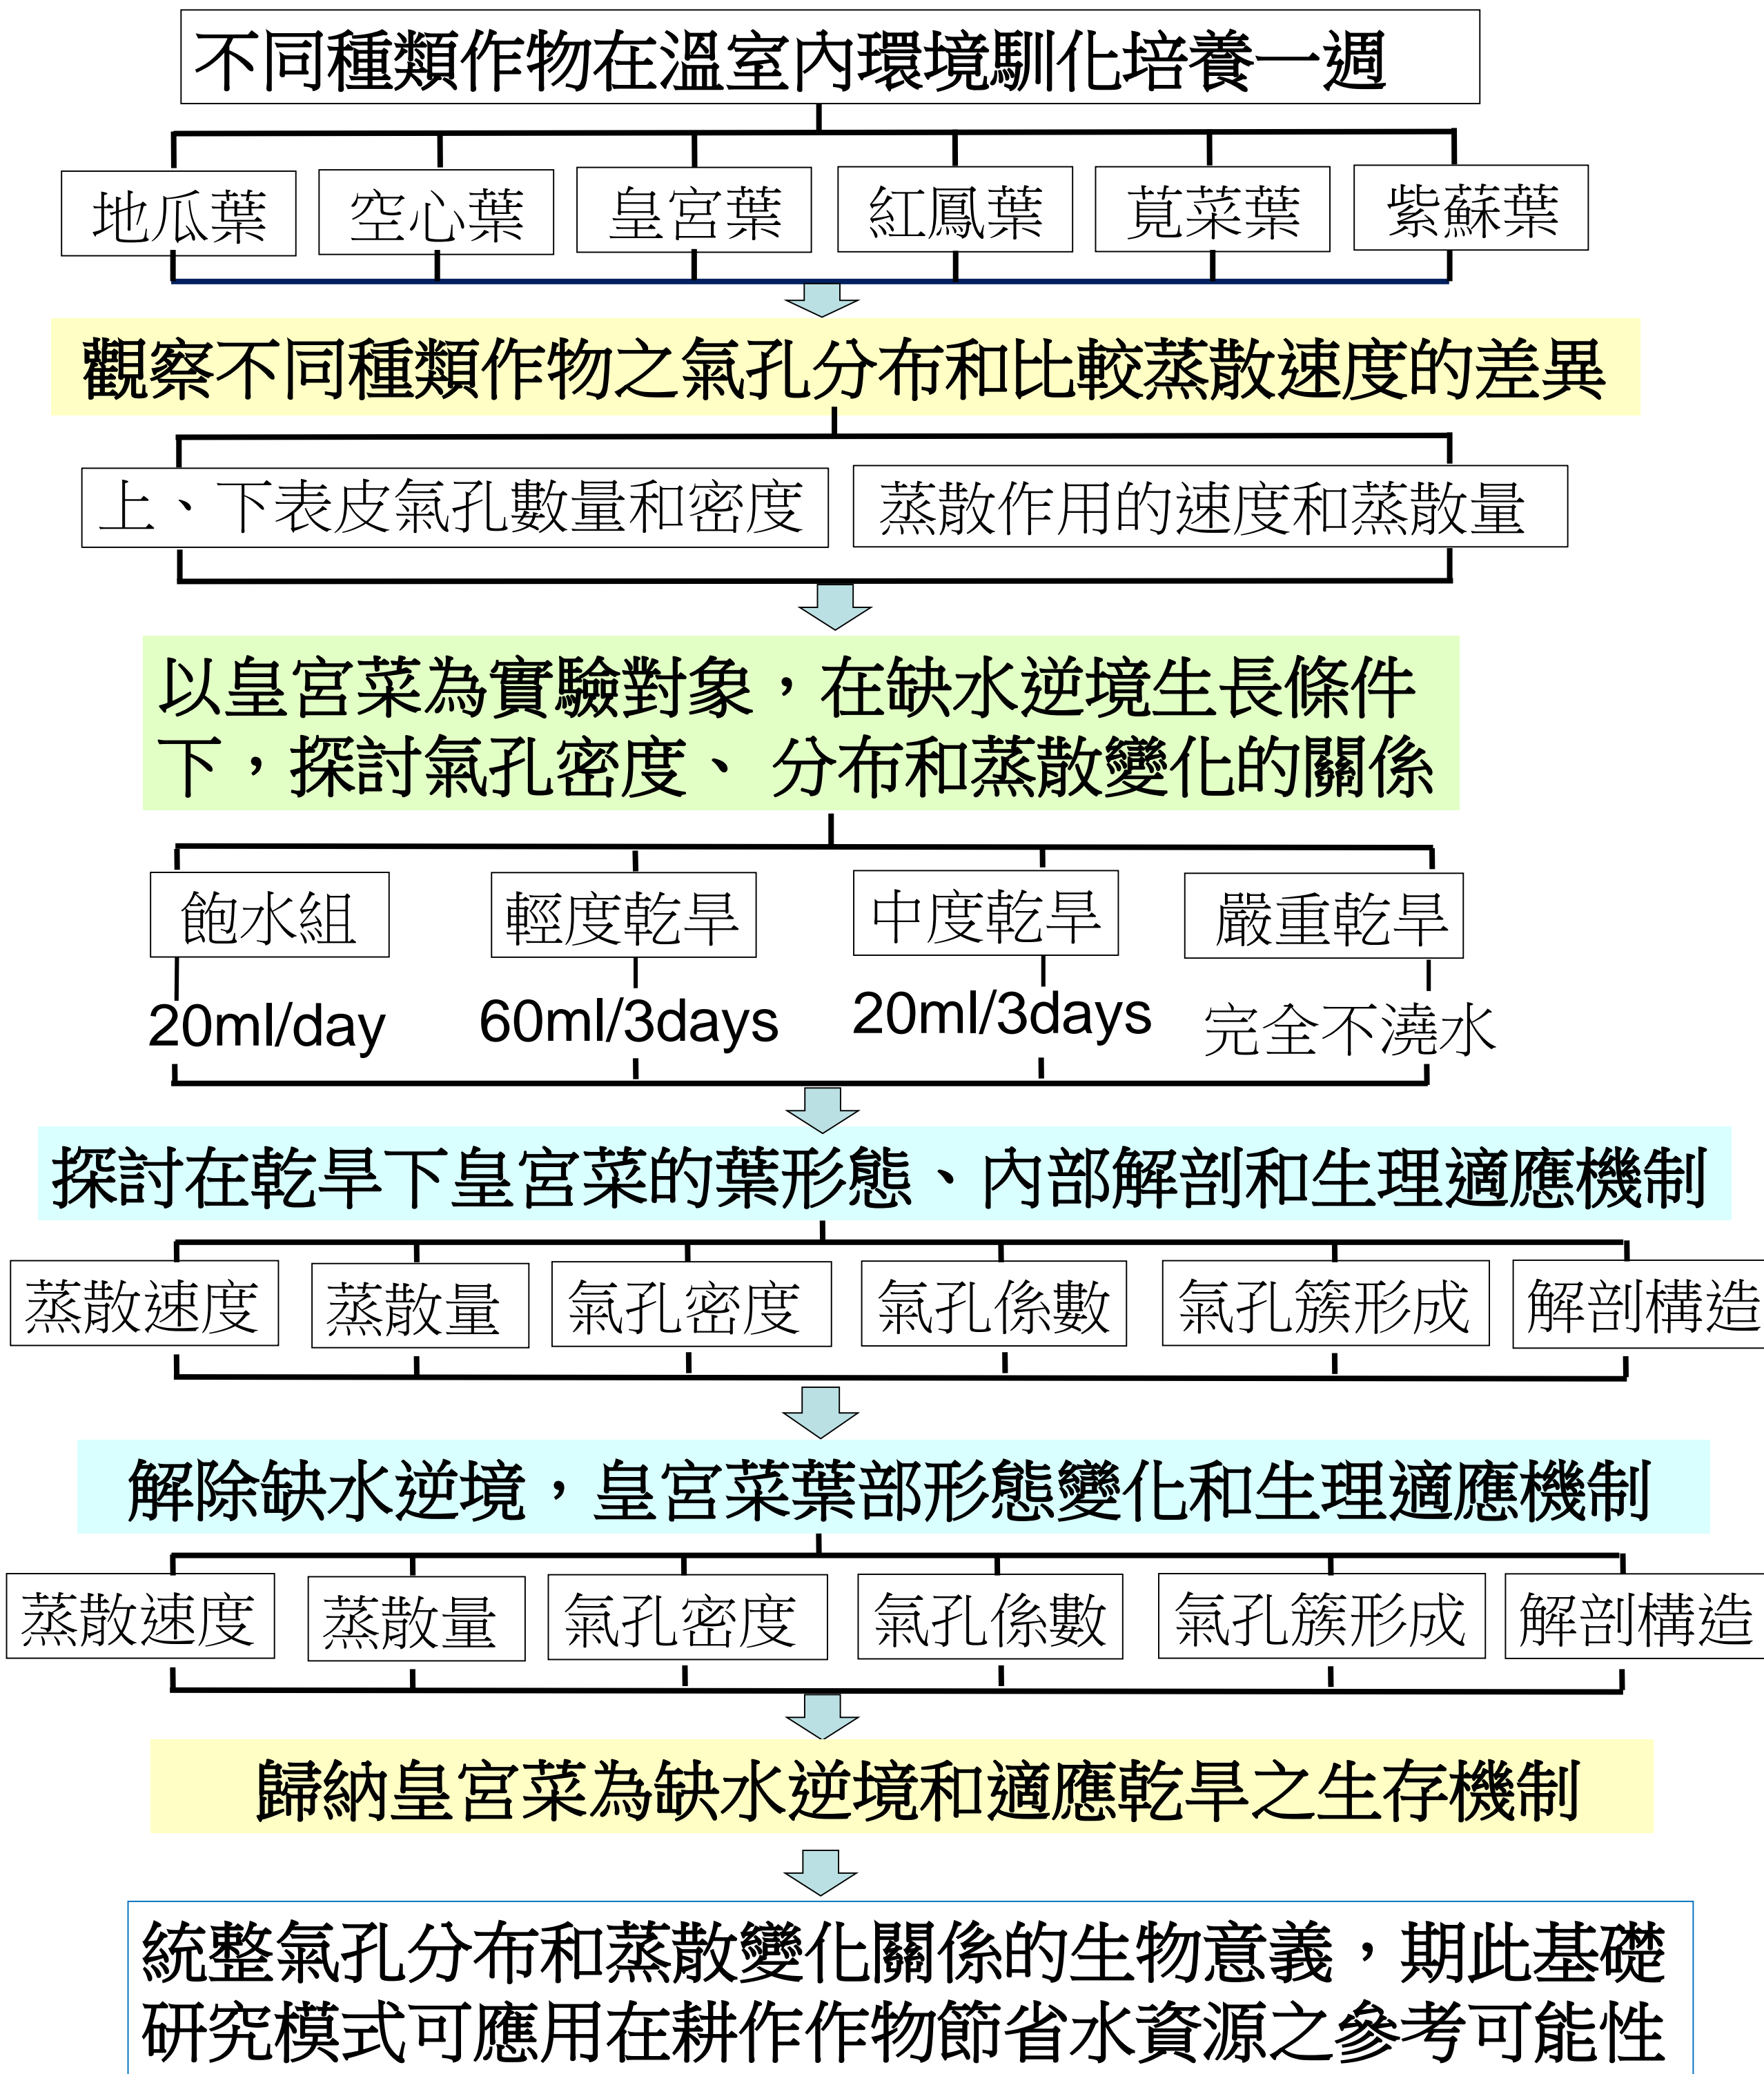 不同種類作物在溫室內環境馴化培養一週
地瓜葉
空心葉
皇宮葉
紅鳳葉
莧菜葉
紫蘇葉
觀察不同種類作物之氣孔分布和比較蒸散速度的差異
上、下表皮氣孔數量和密度
蒸散作用的速度和蒸散量
以皇宮菜為實驗對象，在缺水逆境生長條件
下，探討氣孔密度、 分布和蒸散變化的關係
飽水組
輕度乾旱
中度乾旱
嚴重乾旱
20ml/day
60ml/3days
20ml/3days
完全不澆水
探討在乾旱下皇宮菜的葉形態、內部解剖和生理適應機制
蒸散速度
蒸散量
氣孔密度
氣孔係數
氣孔簇形成
解剖構造
解除缺水逆境，皇宮菜葉部形態變化和生理適應機制
蒸散速度
蒸散量
氣孔密度
氣孔係數
氣孔簇形成
解剖構造
歸納皇宮菜為缺水逆境和適應乾旱之生存機制
統整氣孔分布和蒸散變化關係的生物意義，期此基礎
研究模式可應用在耕作作物節省水資源之參考可能性